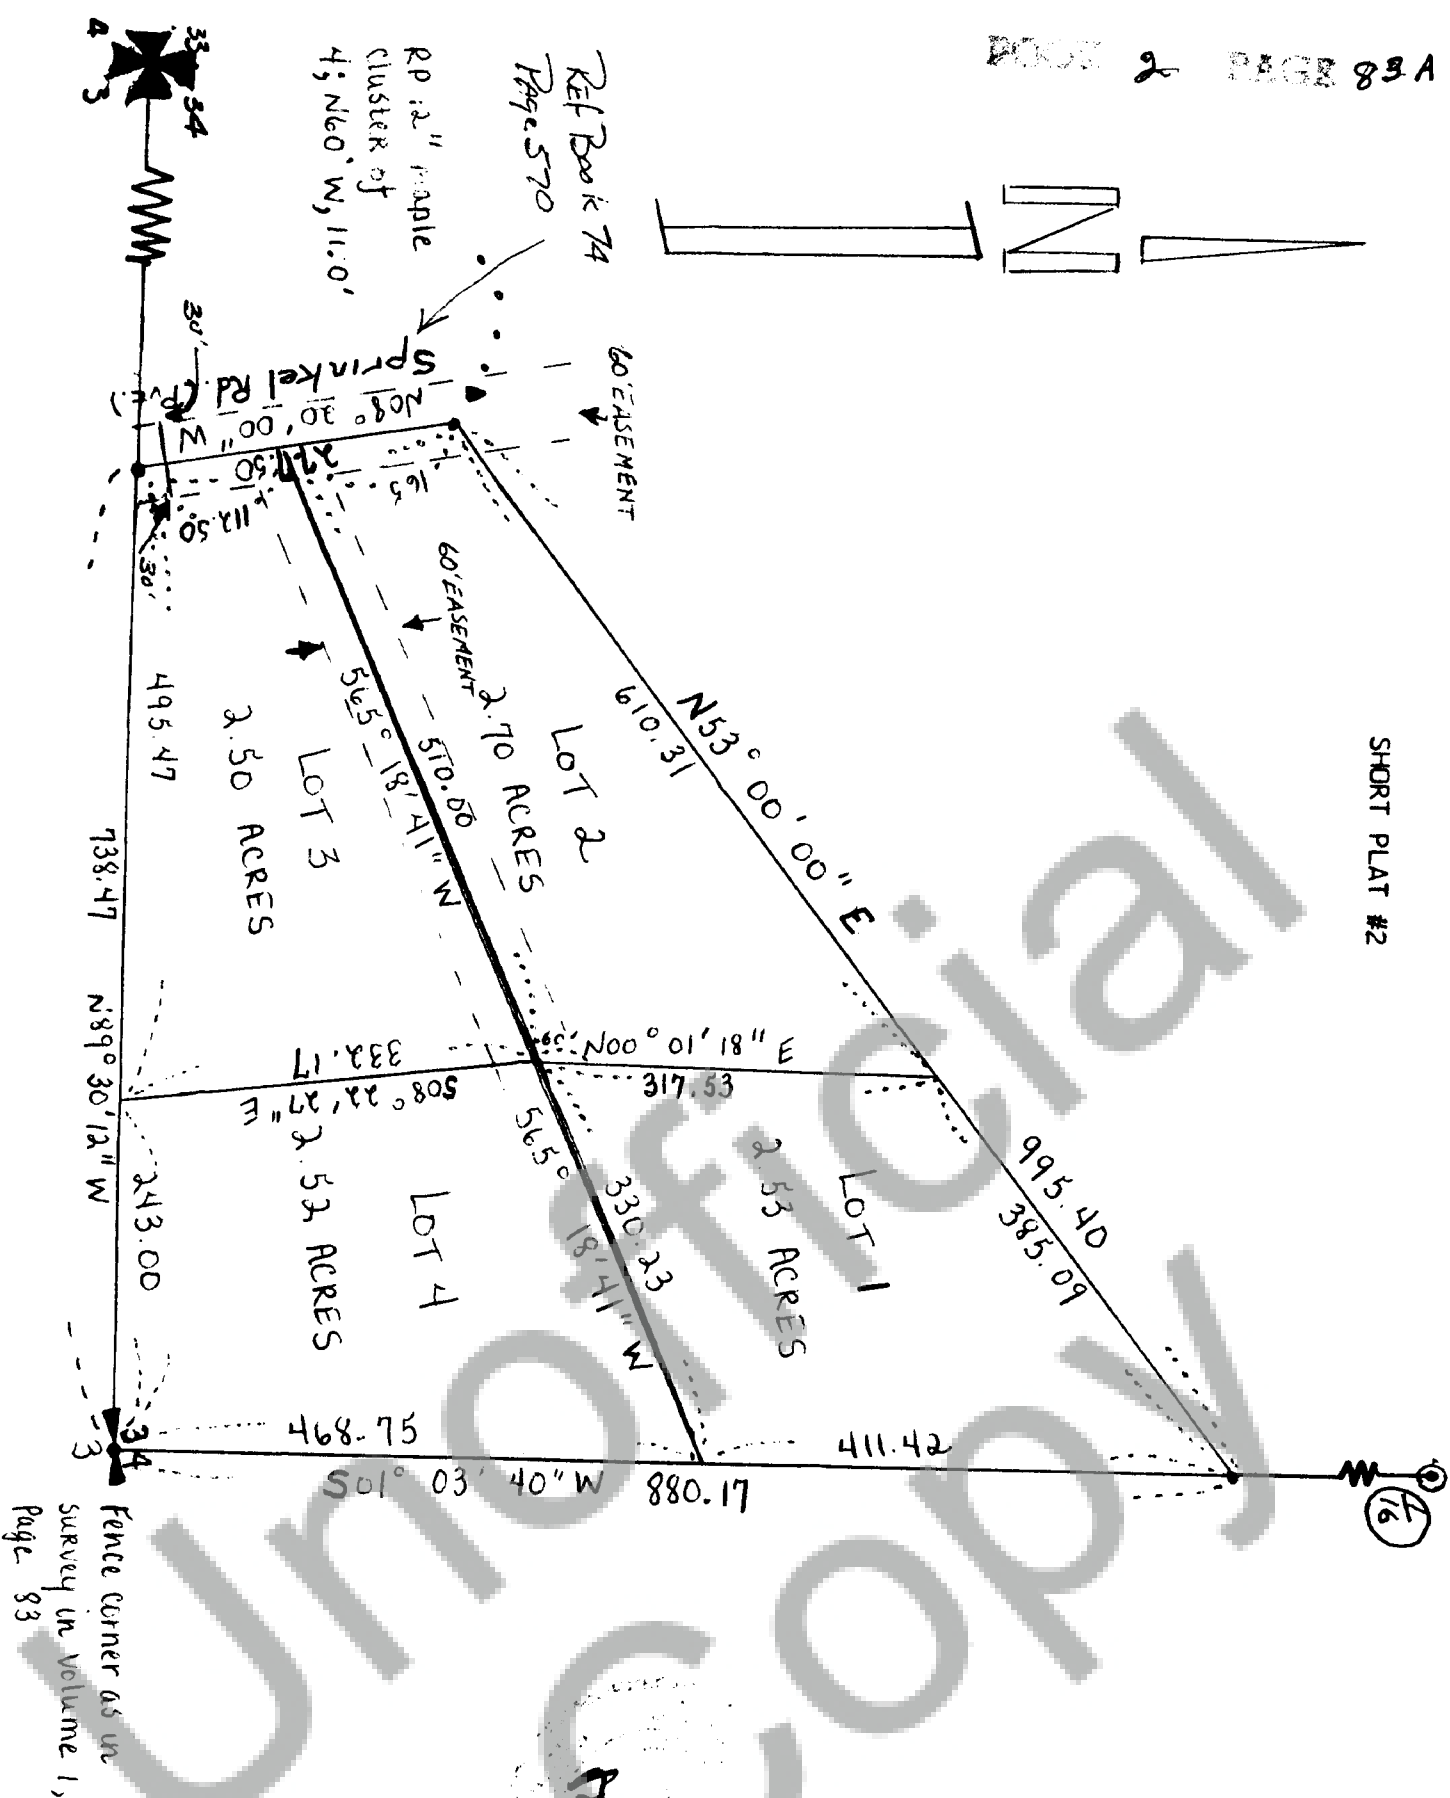 BOOK 2 PAGE 83 A
SHORT PLAT #2
N
Ref Book 74
Page 570
RP 12" maple
cluster of
4; N60°W, 11.0'
33
34
4
3
30'
Sprinkel Rd. (Pvt.)
N08° 20' 00" E
277.50
165
112.50
30'
60' EASEMENT
60' EASEMENT
N53° 00' 00" E
610.31
995.40
385.09
LOT 2
2.70 ACRES
510.00
S65° 18' 41" W
LOT 3
2.50 ACRES
495.47
738.47
N89° 30' 12" W
243.00
332.17
S08° 22' 27" E
N00° 01' 18" E
317.53
S65° 18' 41" W
330.23
LOT 1
2.53 ACRES
LOT 4
2.52 ACRES
468.75
411.42
S01° 03' 40" W 880.17
34
3
Fence corner as in
survey in volume 1,
Page 83
Unofficial
Copy